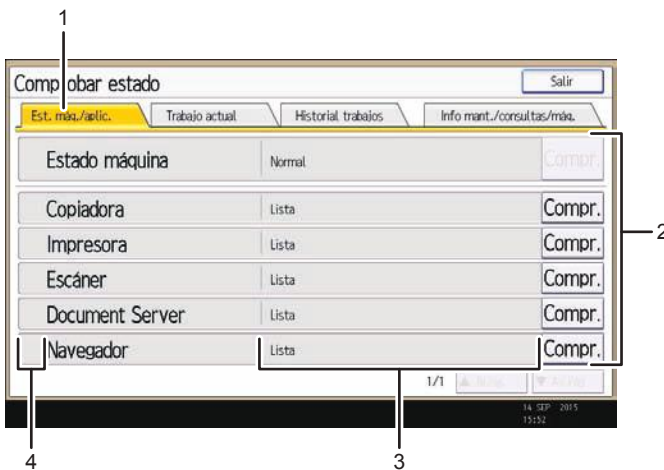 1
Comprobar estado
Salir
Est. máq./aplic.
Trabajo actual
Historial trabajos
Info mant./consultas/máq.
Estado máquina
Normal
Compr.
Copiadora
Lista
Compr.
Impresora
Lista
Compr.
Escáner
Lista
Compr.
Document Server
Lista
Compr.
Navegador
Lista
Compr.
2
1/1
14 SEP 2015
15:52
4
3